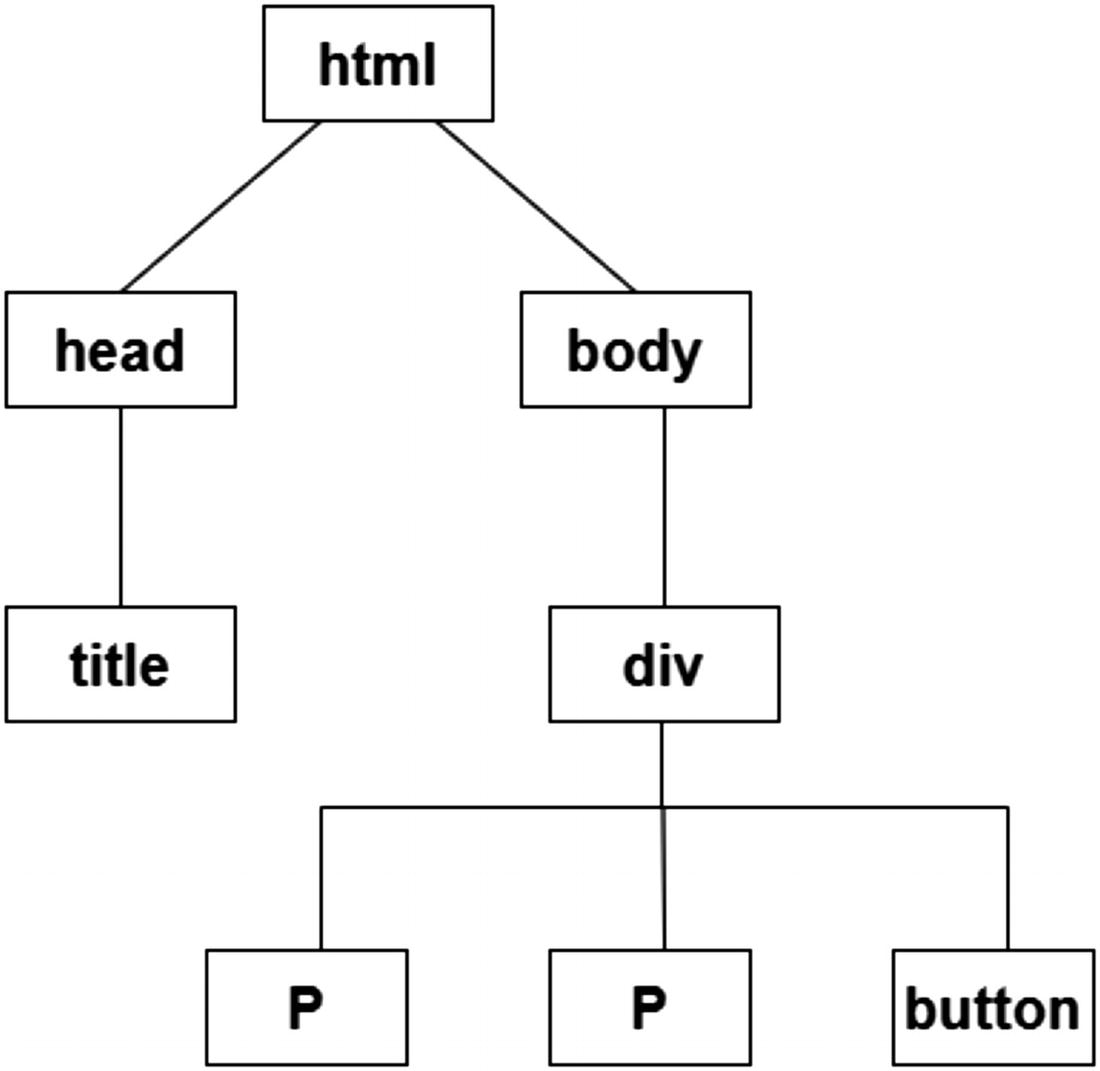 html
head
body
title
div
P
P
button